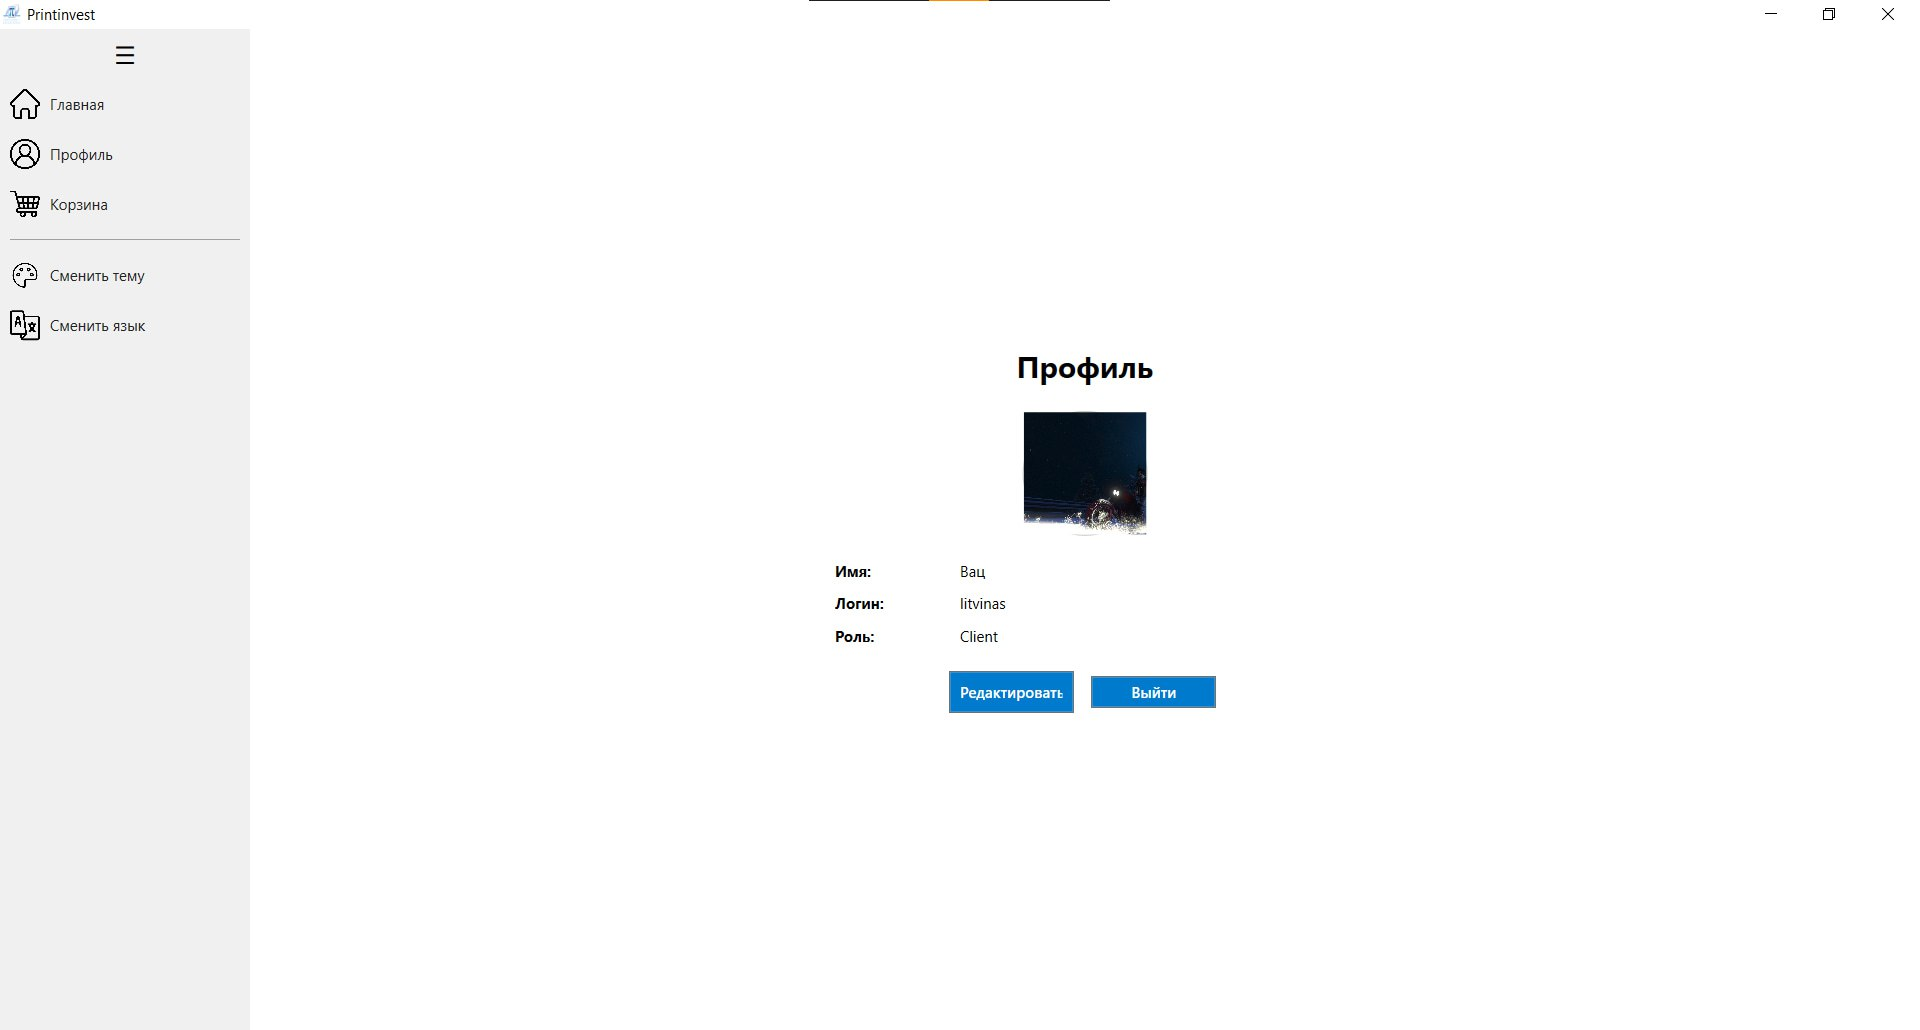 Printinvest
Главная
Профиль
Корзина
Сменить тему
Сменить язык
Профиль
Имя: Вац
Логин: litvinas
Роль: Client
Редактировать
Выйти